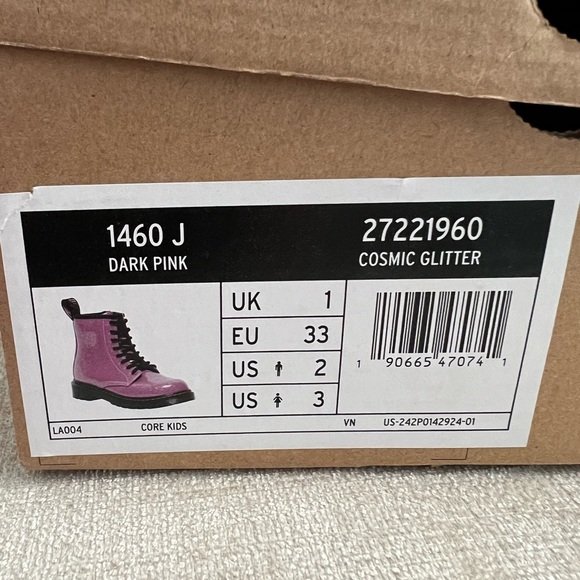 1460 J
DARK PINK
27221960
COSMIC GLITTER
UK 1
EU 33
US 2
US 3
1 90665 47074 1
LA004
CORE KIDS
VN
US-242P0142924-01